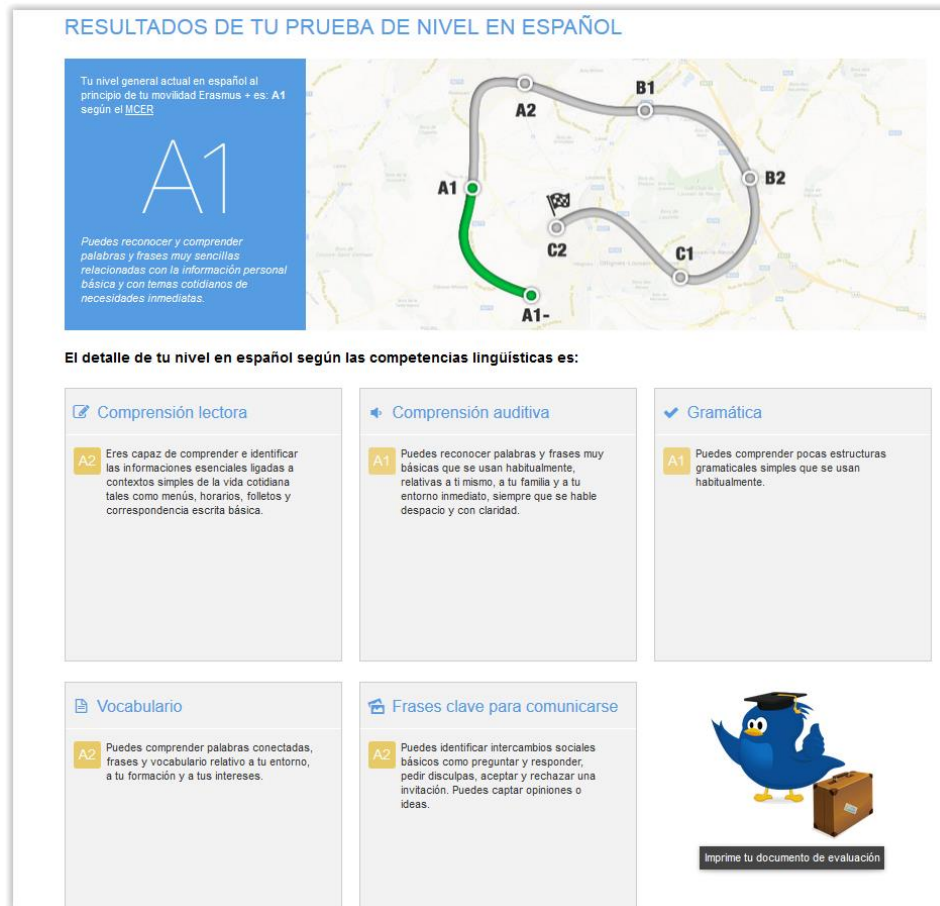 RESULTADOS DE TU PRUEBA DE NIVEL EN ESPAÑOL
Tu nivel general actual en español al
principio de tu movilidad Erasmus + es: A1
según el MCER
A1
Puedes reconocer y comprender
palabras y frases muy sencillas
relacionadas con la información personal
básica y con temas cotidianos de
necesidades inmediatas.
A2
B1
A1
B2
C2
C1
A1-
El detalle de tu nivel en español según las competencias lingüísticas es:
Comprensión lectora
A2
Eres capaz de comprender e identificar
las informaciones esenciales ligadas a
contextos simples de la vida cotidiana
tales como menús, horarios, folletos y
correspondencia escrita básica.
Comprensión auditiva
A1
Puedes reconocer palabras y frases muy
básicas que se usan habitualmente,
relativas a ti mismo, a tu familia y a tu
entorno inmediato, siempre que se hable
despacio y con claridad.
Gramática
A1
Puedes comprender pocas estructuras
gramaticales simples que se usan
habitualmente.
Vocabulario
A2
Puedes comprender palabras conectadas,
frases y vocabulario relativo a tu entorno,
a tu formación y a tus intereses.
Frases clave para comunicarse
A2
Puedes identificar intercambios sociales
básicos como preguntar y responder,
pedir disculpas, aceptar y rechazar una
invitación. Puedes captar opiniones o
ideas.
Imprime tu documento de evaluación